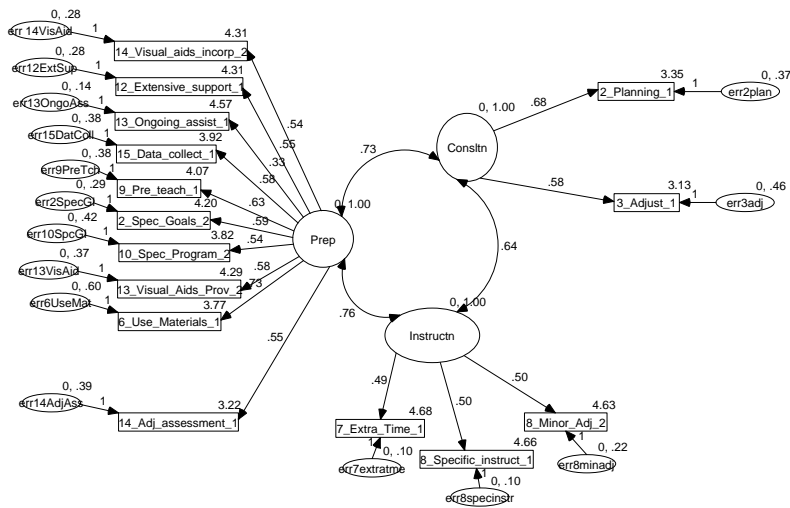 0, .28
err 14VisAid
1
4.31
14_Visual_aids_incorp_2
0, .28
err12ExtSup
1
4.31
12_Extensive_support_1
0, .14
err13OngoAss
1
4.57
13_Ongoing_assist_1
0, .38
err15DatColl
1
3.92
15_Data_collect_1
0, .38
err9PreTch
1
4.07
9_Pre_teach_1
0, .29
err2SpecGl
1
4.20
2_Spec_Goals_2
0, .42
err10SpcGl
1
3.82
10_Spec_Program_2
0, .37
err13VisAid
1
4.29
13_Visual_Aids_Prov_2
0, .60
err6UseMat
1
3.77
6_Use_Materials_1
0, .39
err14AdjAss
1
3.22
14_Adj_assessment_1
.54
.55
.33
.58
.63
.59
.54
.58
.73
.55
0, 1.00
Prep
.73
.76
.64
0, 1.00
Consltn
.68
.58
3.35
2_Planning_1
1
0, .37
err2plan
3.13
3_Adjust_1
1
0, .46
err3adj
0, 1.00
Instructn
.49
.50
.50
4.68
7_Extra_Time_1
1
0, .10
err7extratme
4.66
8_Specific_instruct_1
1
0, .10
err8specinstr
4.63
8_Minor_Adj_2
1
0, .22
err8minadj